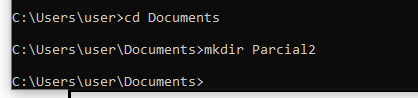 C:\Users\user>cd Documents
C:\Users\user\Documents>mkdir Parcial2
C:\Users\user\Documents>